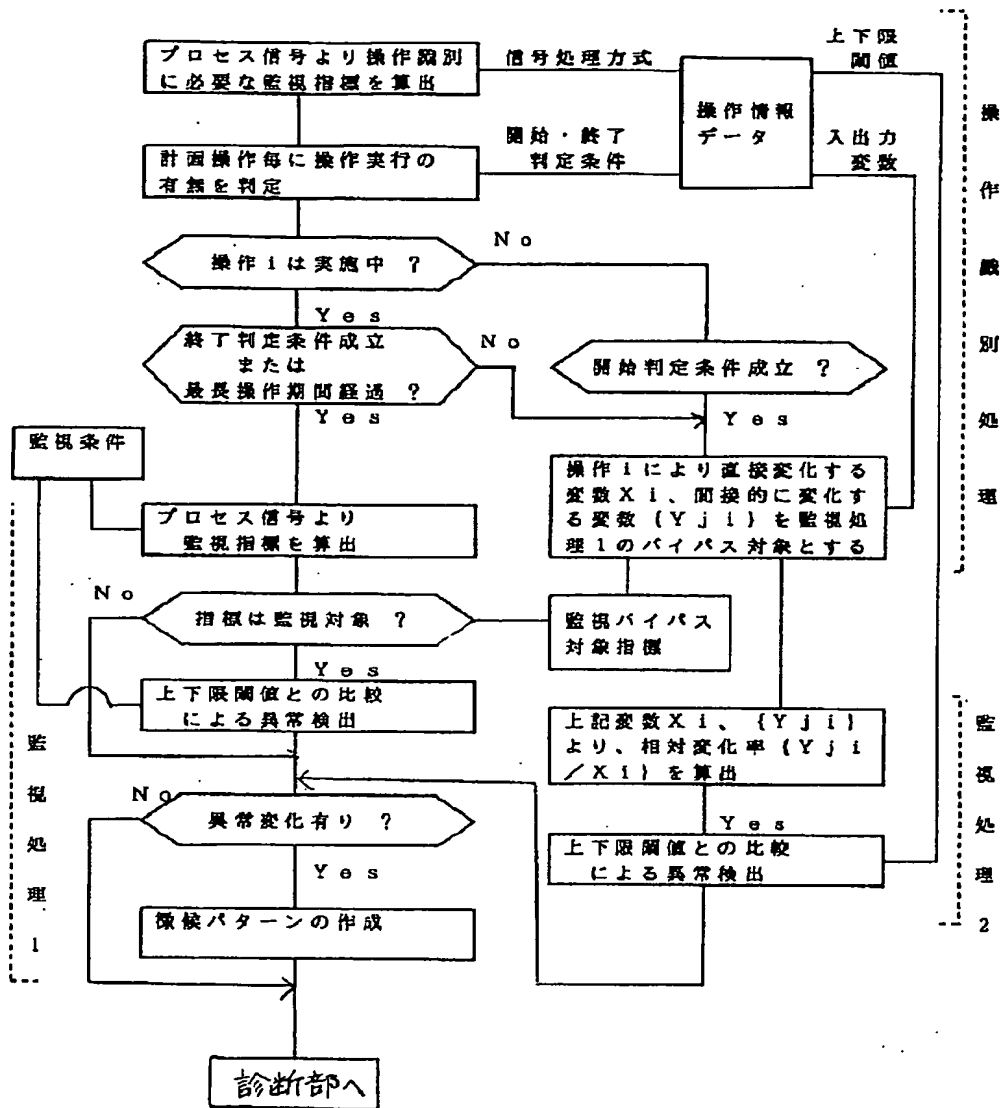 プロセス信号より操作識別
に必要な監視指標を算出
信号処理方式
上下限
閾値
操作情報
データ
計画操作毎に操作実行の
有無を判定
開始・終了
判定条件
入出力
変数
操作識別処理
操作iは実施中 ?
No
Yes
終了判定条件成立
または
最長操作期間経過 ?
No
Yes
開始判定条件成立 ?
Yes
監視条件
操作iにより直接変化する
変数Xi、間接的に変化す
る変数{Yji}を監視処
理1のバイパス対象とする
プロセス信号より
監視指標を算出
No
指標は監視対象 ?
Yes
監視バイパス
対象指標
上下限閾値との比較
による異常検出
上記変数Xi、{Yji}
より、相対変化率{Yji
/Xi}を算出
Yes
上下限閾値との比較
による異常検出
監視処理2
監視処理1
No
異常変化有り ?
Yes
徴候パターンの作成
診断部へ